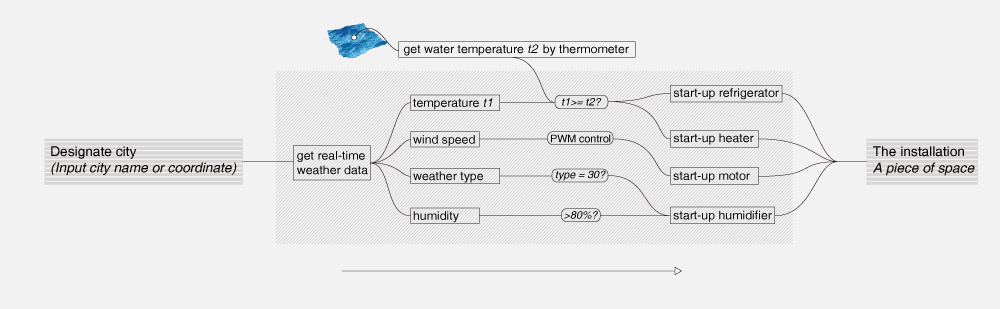 get water temperature t2 by thermometer
temperature t1
t1>= t2?
start-up refrigerator
Designate city
(Input city name or coordinate)
get real-time
weather data
wind speed
PWM control
start-up heater
The installation
A piece of space
weather type
type = 30?
start-up motor
humidity
>80%?
start-up humidifier